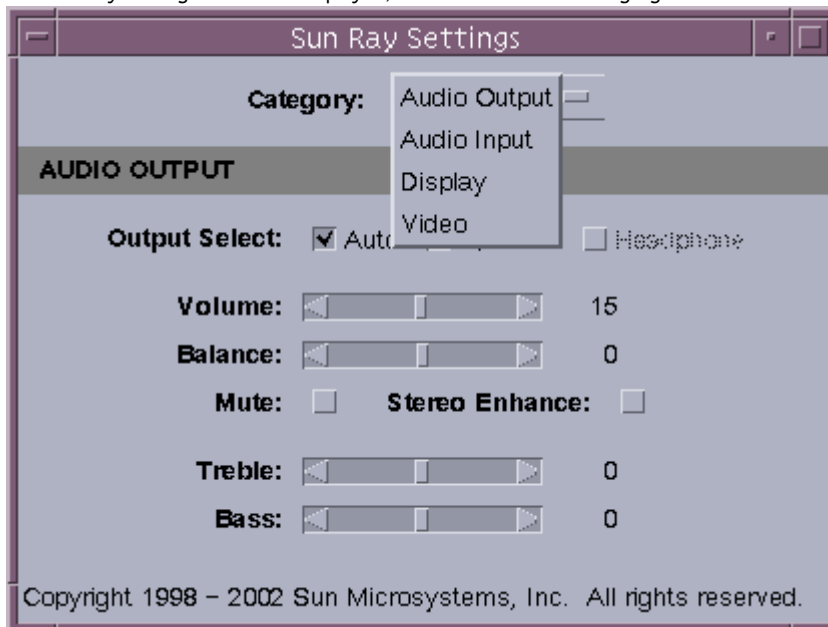 Sun Ray Settings
Category: Audio Output
Audio Input
Display
Video
AUDIO OUTPUT
Output Select: Auto Headphone
Volume: 15
Balance: 0
Mute: Stereo Enhance:
Treble: 0
Bass: 0
Copyright 1998 – 2002 Sun Microsystems, Inc. All rights reserved.